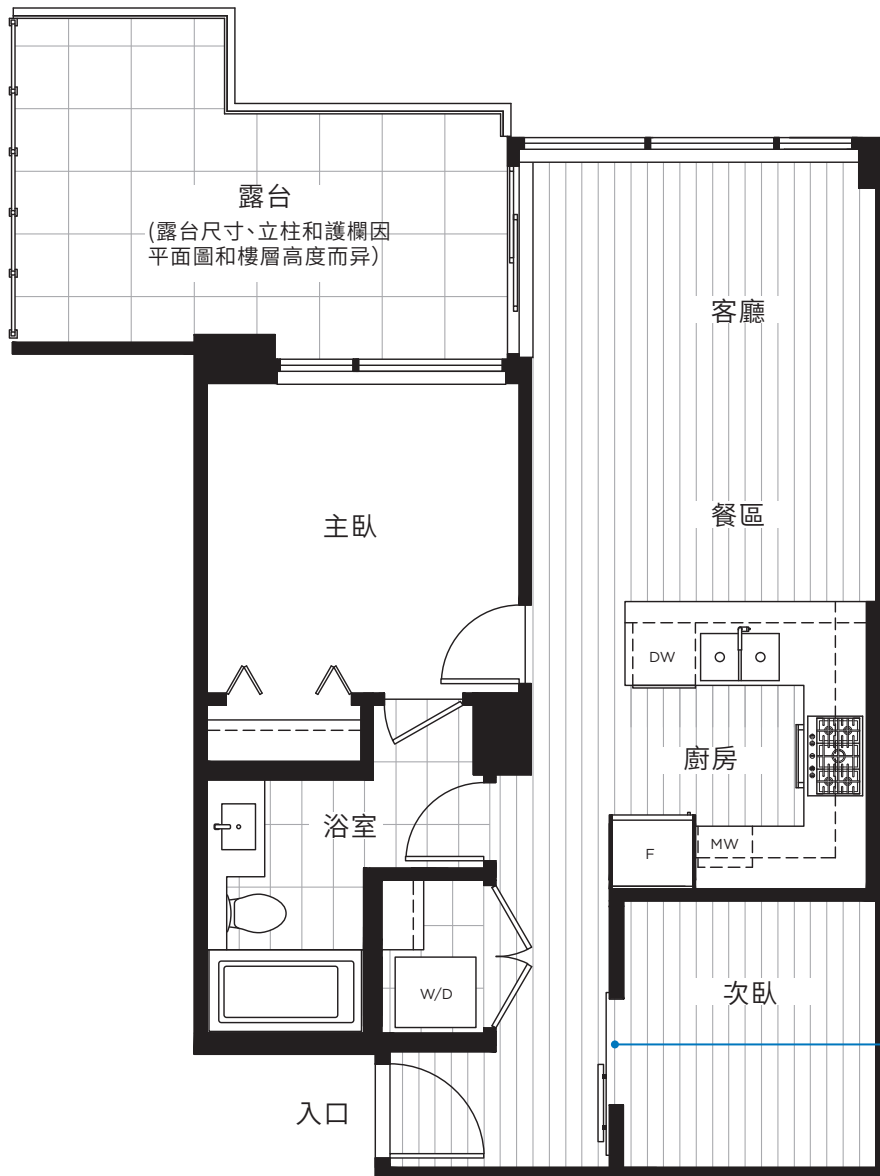 露台
(露台尺寸、立柱和護欄因
平面圖和樓層高度而异)
客廳
餐區
主臥
DW
廚房
浴室
MW
F
W/D
次臥
入口